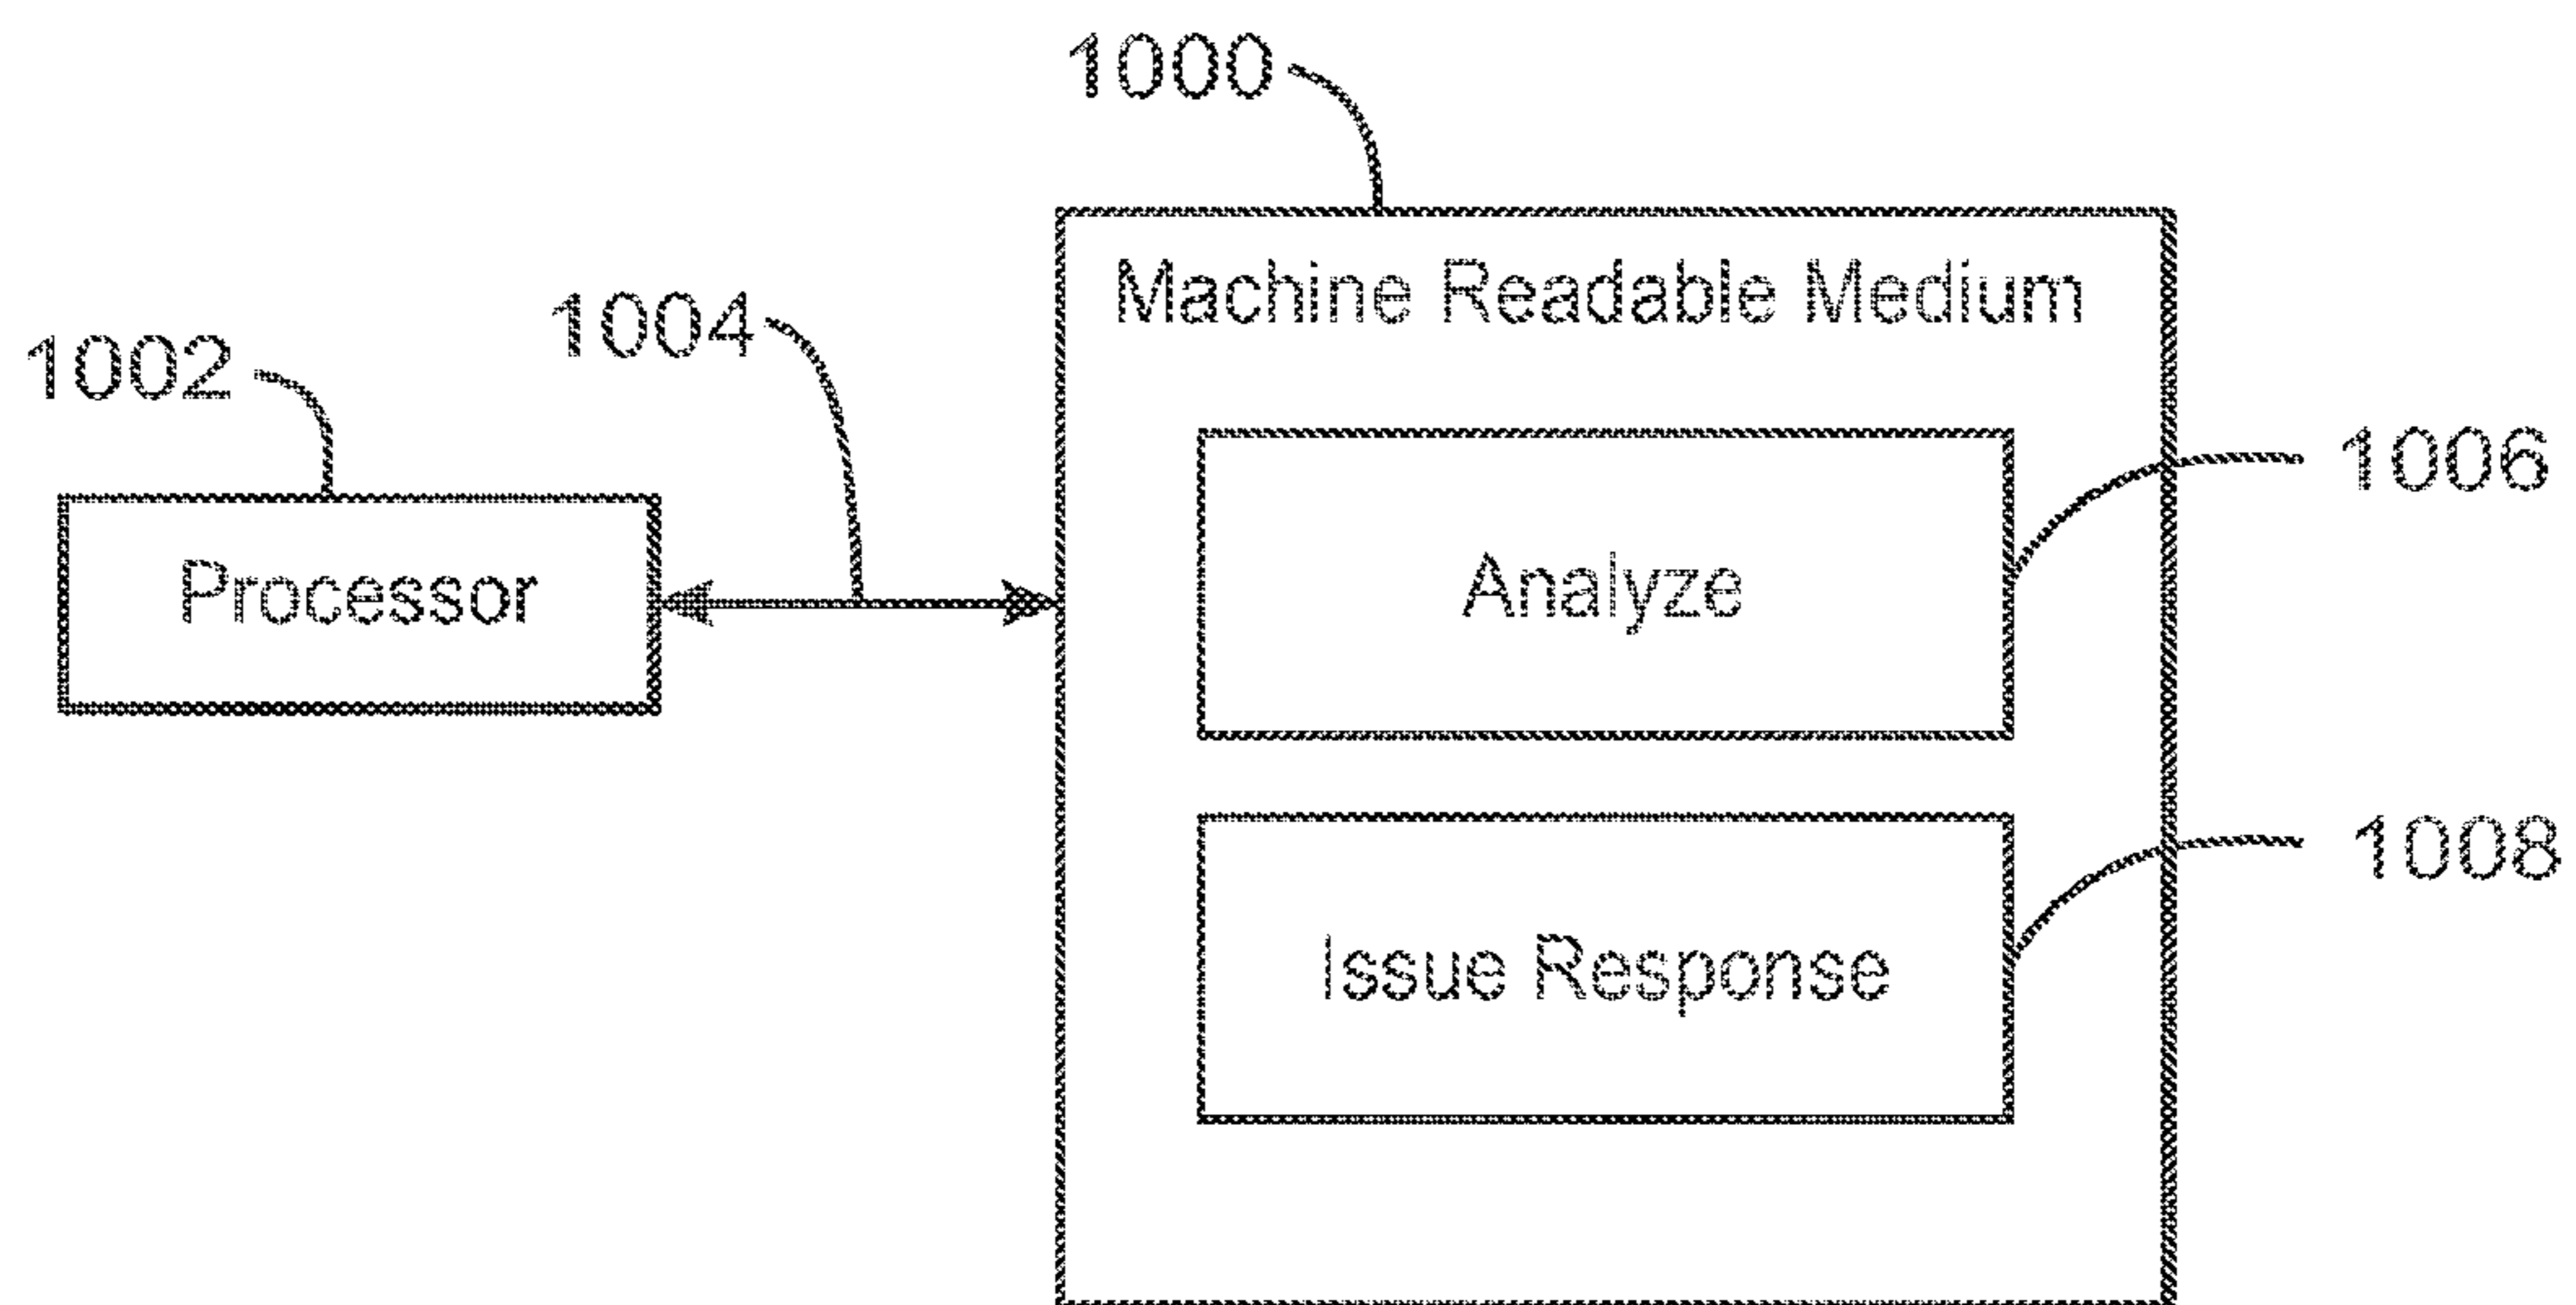 1000
Machine Readable Medium
1004
1002
1006
Processor
Analyze
1008
Issue Response